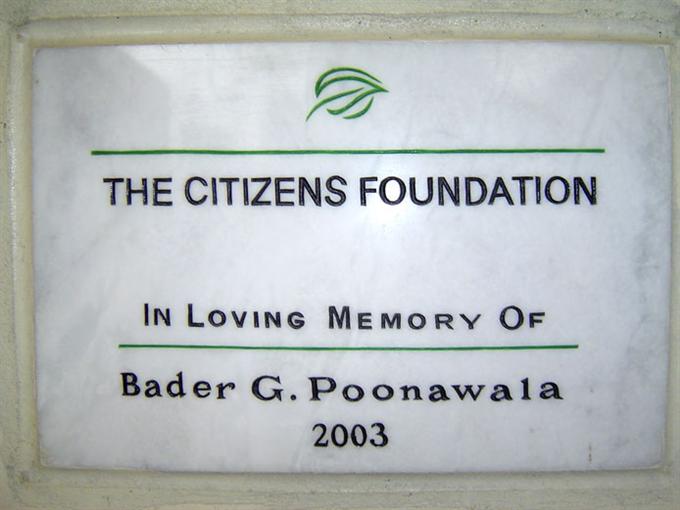 THE CITIZENS FOUNDATION
IN LOVING MEMORY OF
Bader G. Poonawala
2003